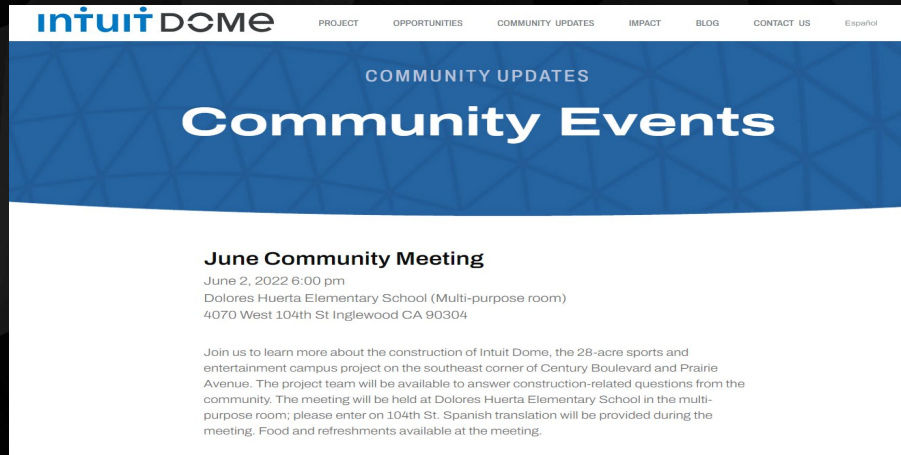 intuit DOME
PROJECT OPPORTUNITIES COMMUNITY UPDATES IMPACT BLOG CONTACT US Español
COMMUNITY UPDATES
Community Events
June Community Meeting
June 2, 2022 6:00 pm
Dolores Huerta Elementary School (Multi-purpose room)
4070 West 104th St Inglewood CA 90304
Join us to learn more about the construction of Intuit Dome, the 28-acre sports and
entertainment campus project on the southeast corner of Century Boulevard and Prairie
Avenue. The project team will be available to answer construction-related questions from the
community. The meeting will be held at Dolores Huerta Elementary School in the multi-
purpose room; please enter on 104th St. Spanish translation will be provided during the
meeting. Food and refreshments available at the meeting.